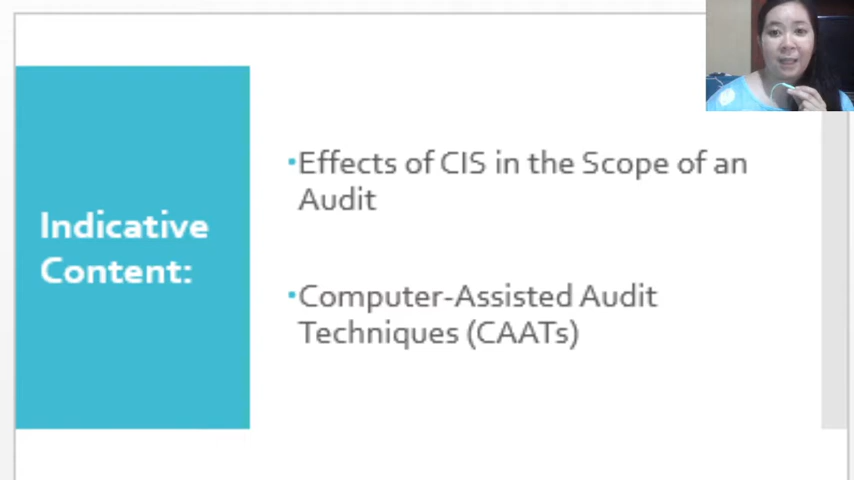 Indicative
Content:
▪Effects of CIS in the Scope of an
Audit
▪Computer-Assisted Audit
Techniques (CAATs)